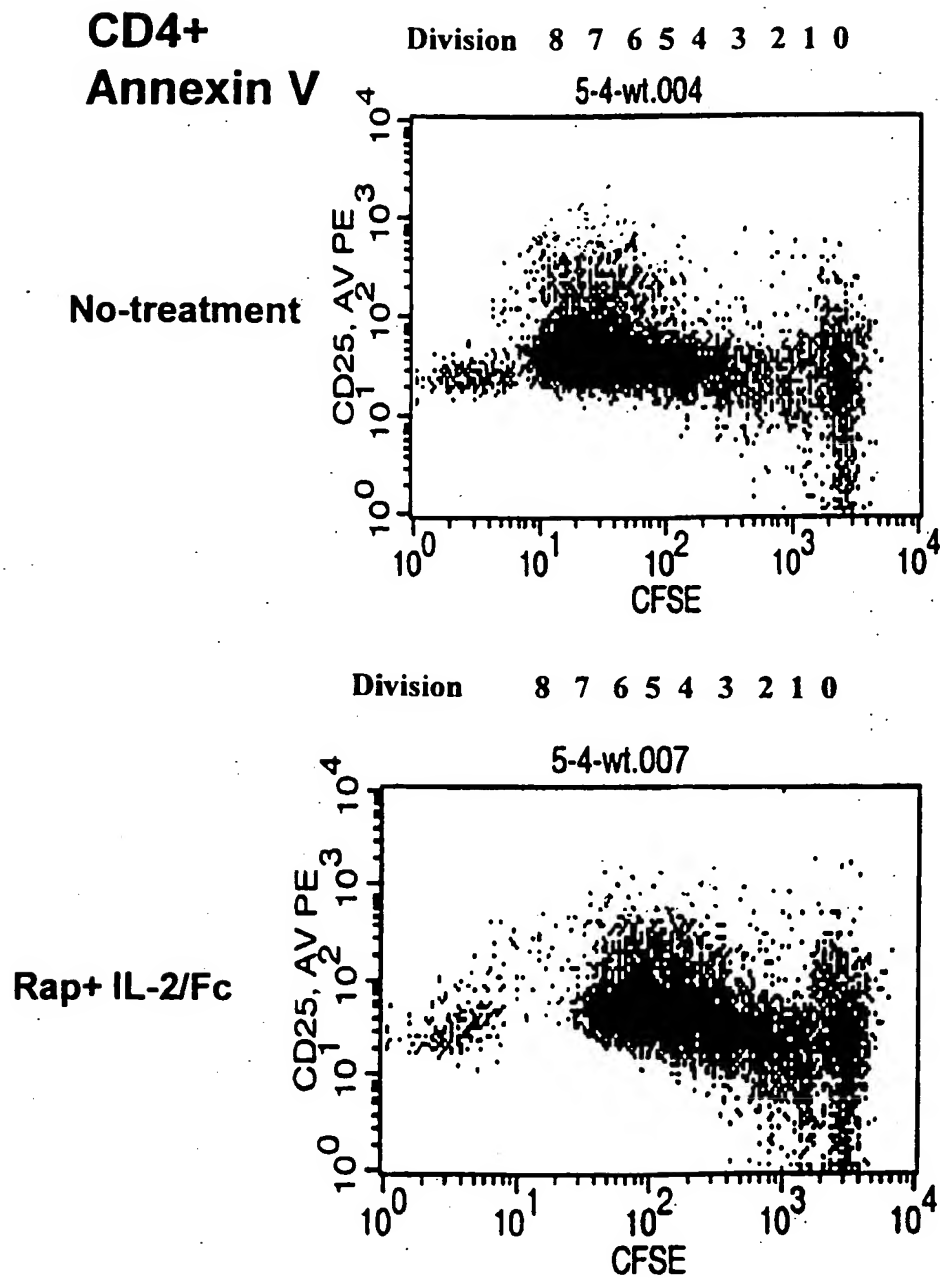 CD4+
Annexin V
Division 8 7 6 5 4 3 2 1 0
5-4-wt.004
No-treatment
CD25, AV PE
10^4
10^3
10^2
10^1
10^0
10^0 10^1 10^2 10^3 10^4
CFSE
Division 8 7 6 5 4 3 2 1 0
5-4-wt.007
Rap+ IL-2/Fc
CD25, AV PE
10^4
10^3
10^2
10^1
10^0
10^0 10^1 10^2 10^3 10^4
CFSE